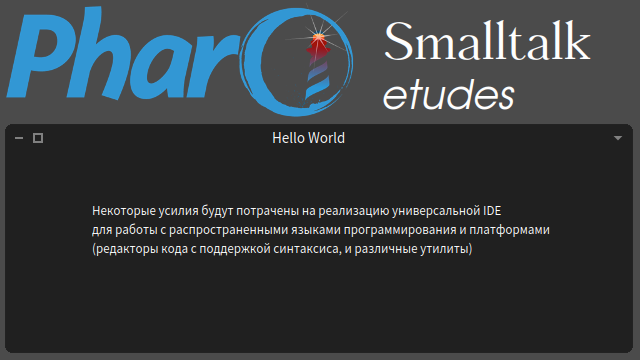 Pharo
Smalltalk
etudes
Hello World
Некоторые усилия будут потрачены на реализацию универсальной IDE
для работы с распространенными языками программирования и платформами
(редакторы кода с поддержкой синтаксиса, и различные утилиты)